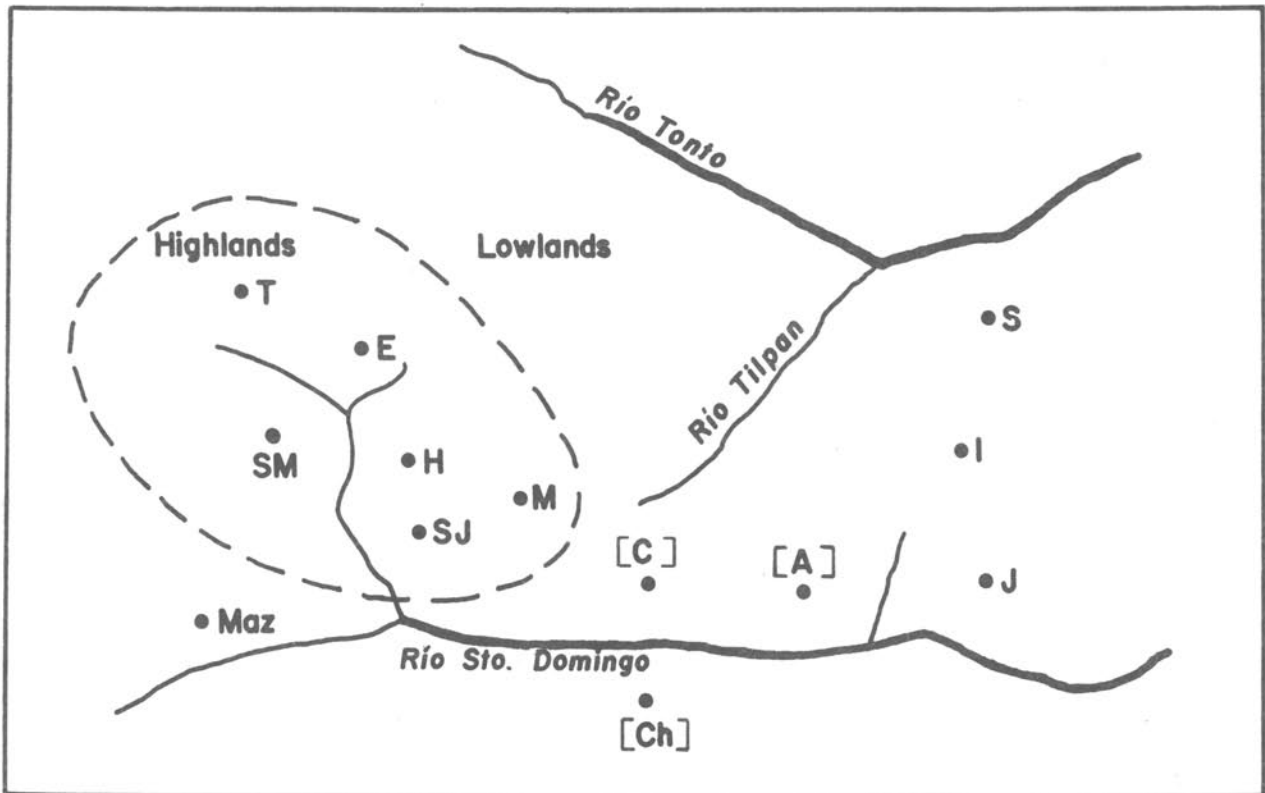 Río Tonto
Highlands
Lowlands
T
S
E
Río Tilpan
SM
H
I
M
SJ
[C]
[A]
J
Maz
Río Sto. Domingo
[Ch]